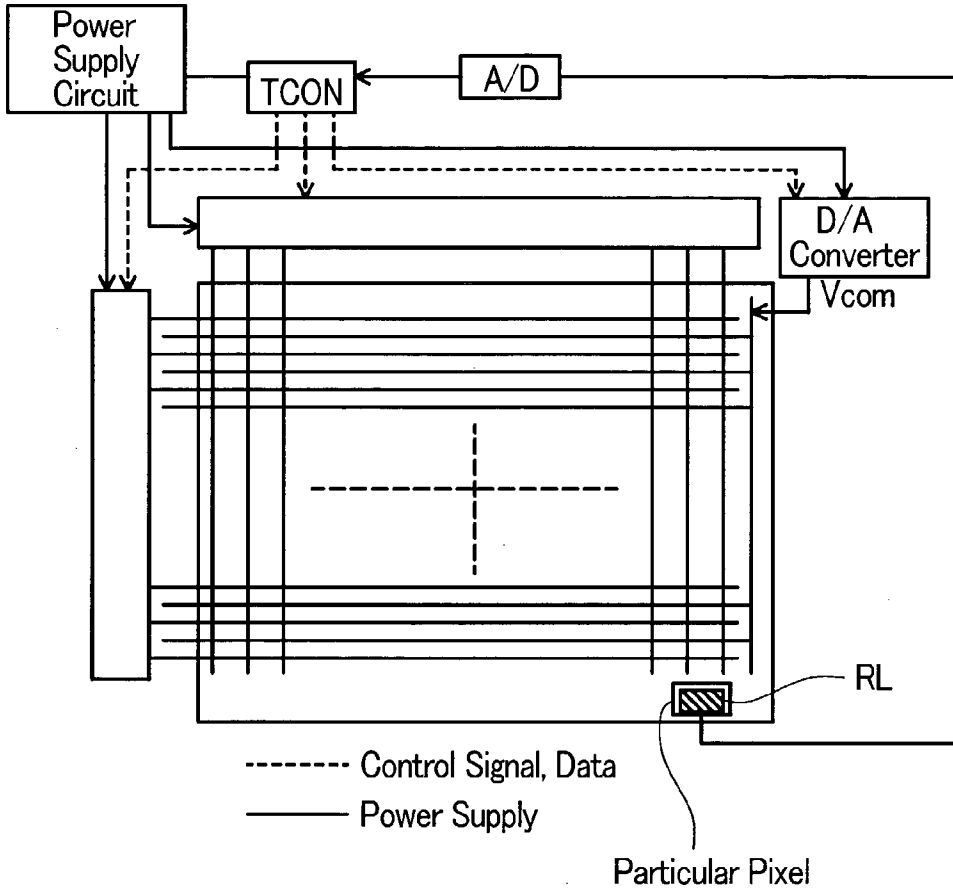 Power
Supply
Circuit
TCON
A/D
D/A
Converter
Vcom
RL
Control Signal, Data
Power Supply
Particular Pixel